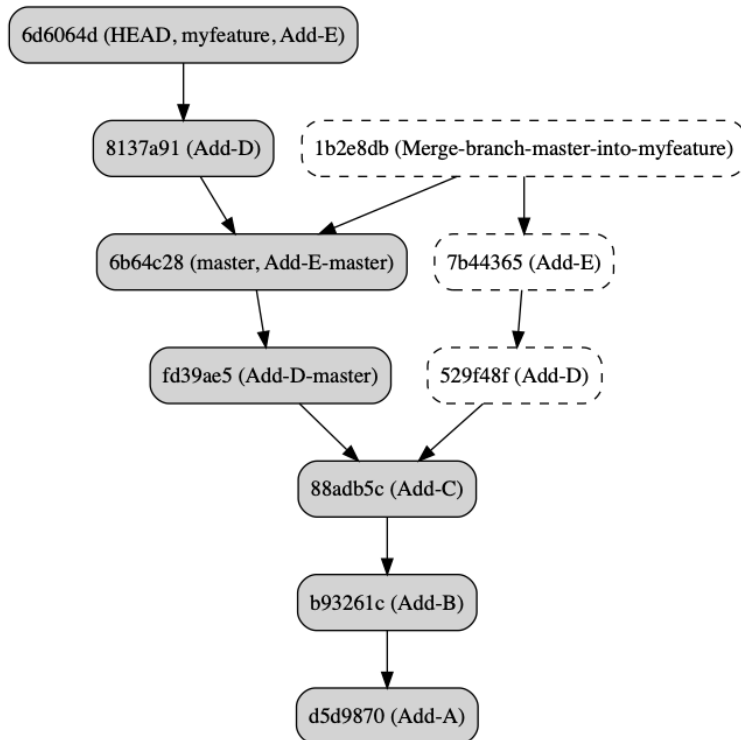 6d6064d (HEAD, myfeature, Add-E)
8137a91 (Add-D)
1b2e8db (Merge-branch-master-into-myfeature)
6b64c28 (master, Add-E-master)
7b44365 (Add-E)
fd39ae5 (Add-D-master)
529f48f (Add-D)
88adb5c (Add-C)
b93261c (Add-B)
d5d9870 (Add-A)